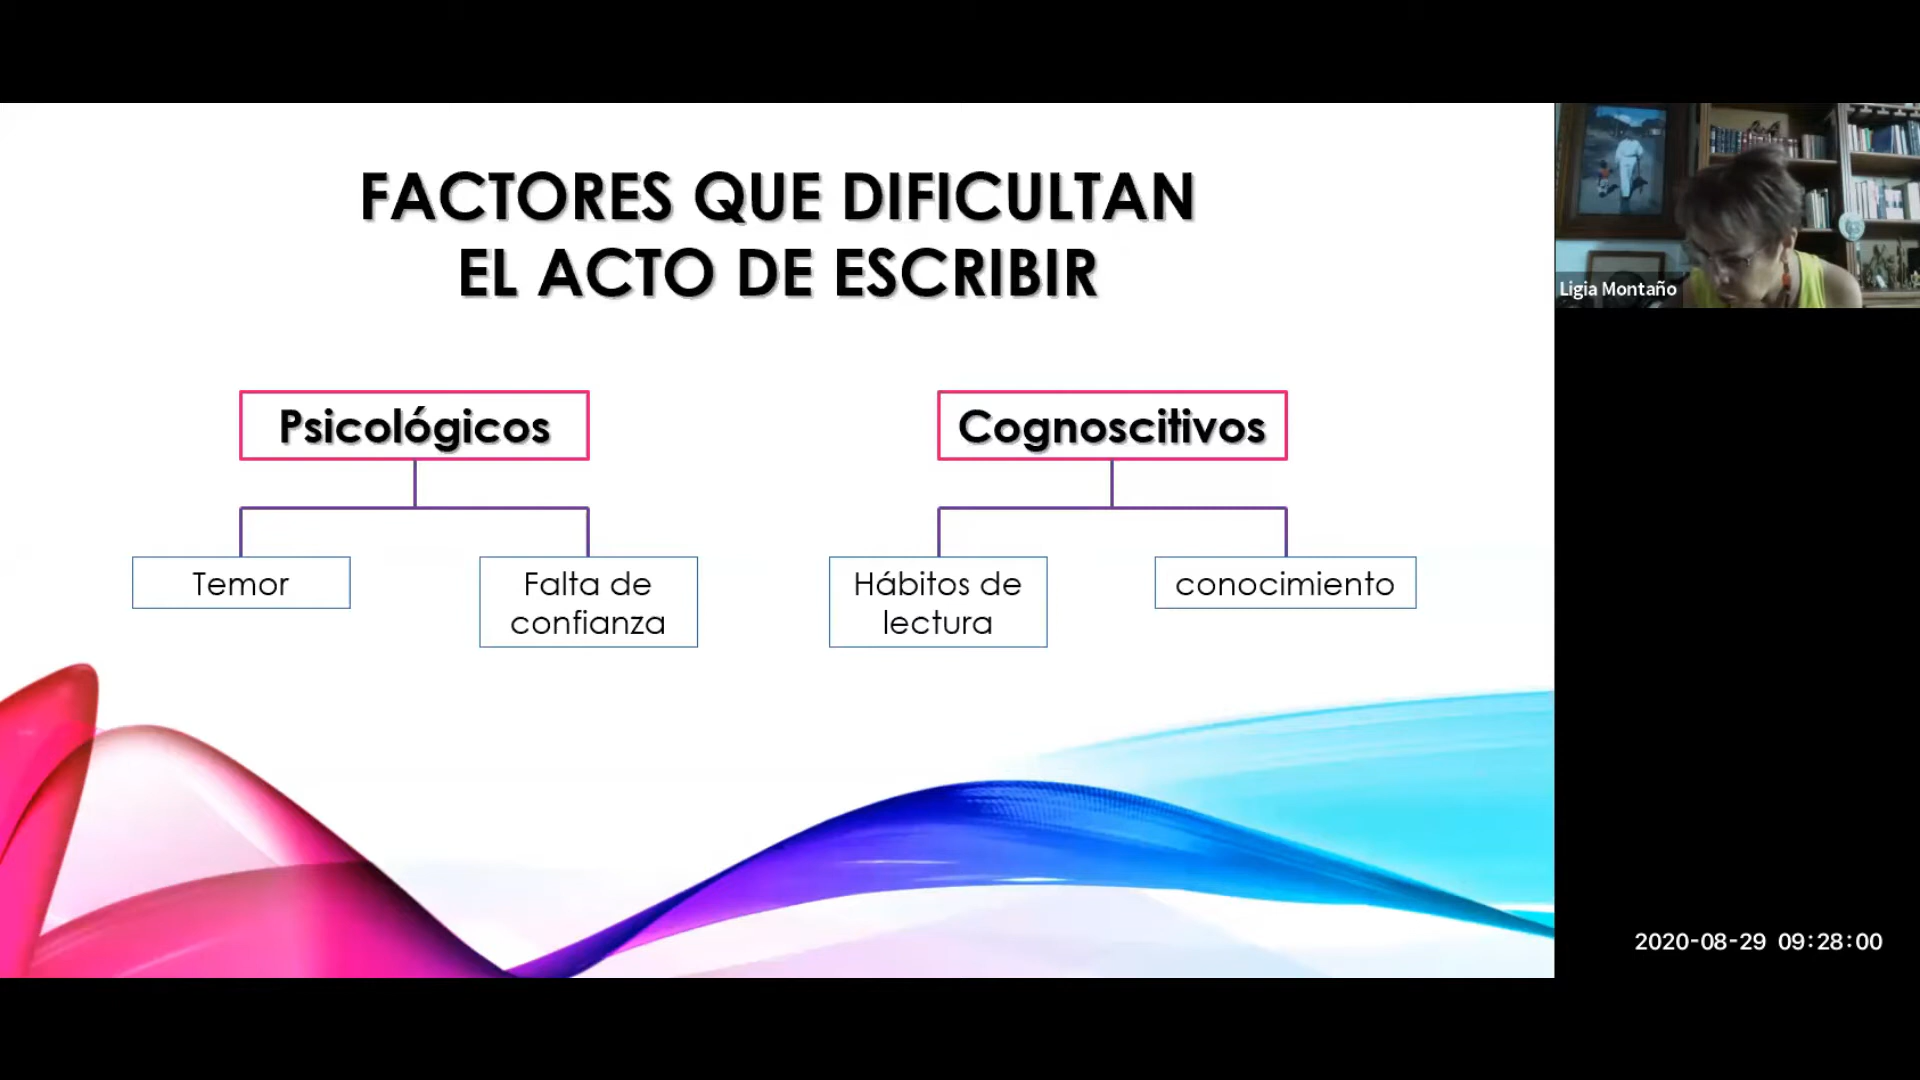 FACTORES QUE DIFICULTAN
EL ACTO DE ESCRIBIR
Psicológicos
Cognoscitivos
Temor
Falta de
confianza
Hábitos de
lectura
conocimiento
Ligia Montaño
2020-08-29 09:28:00